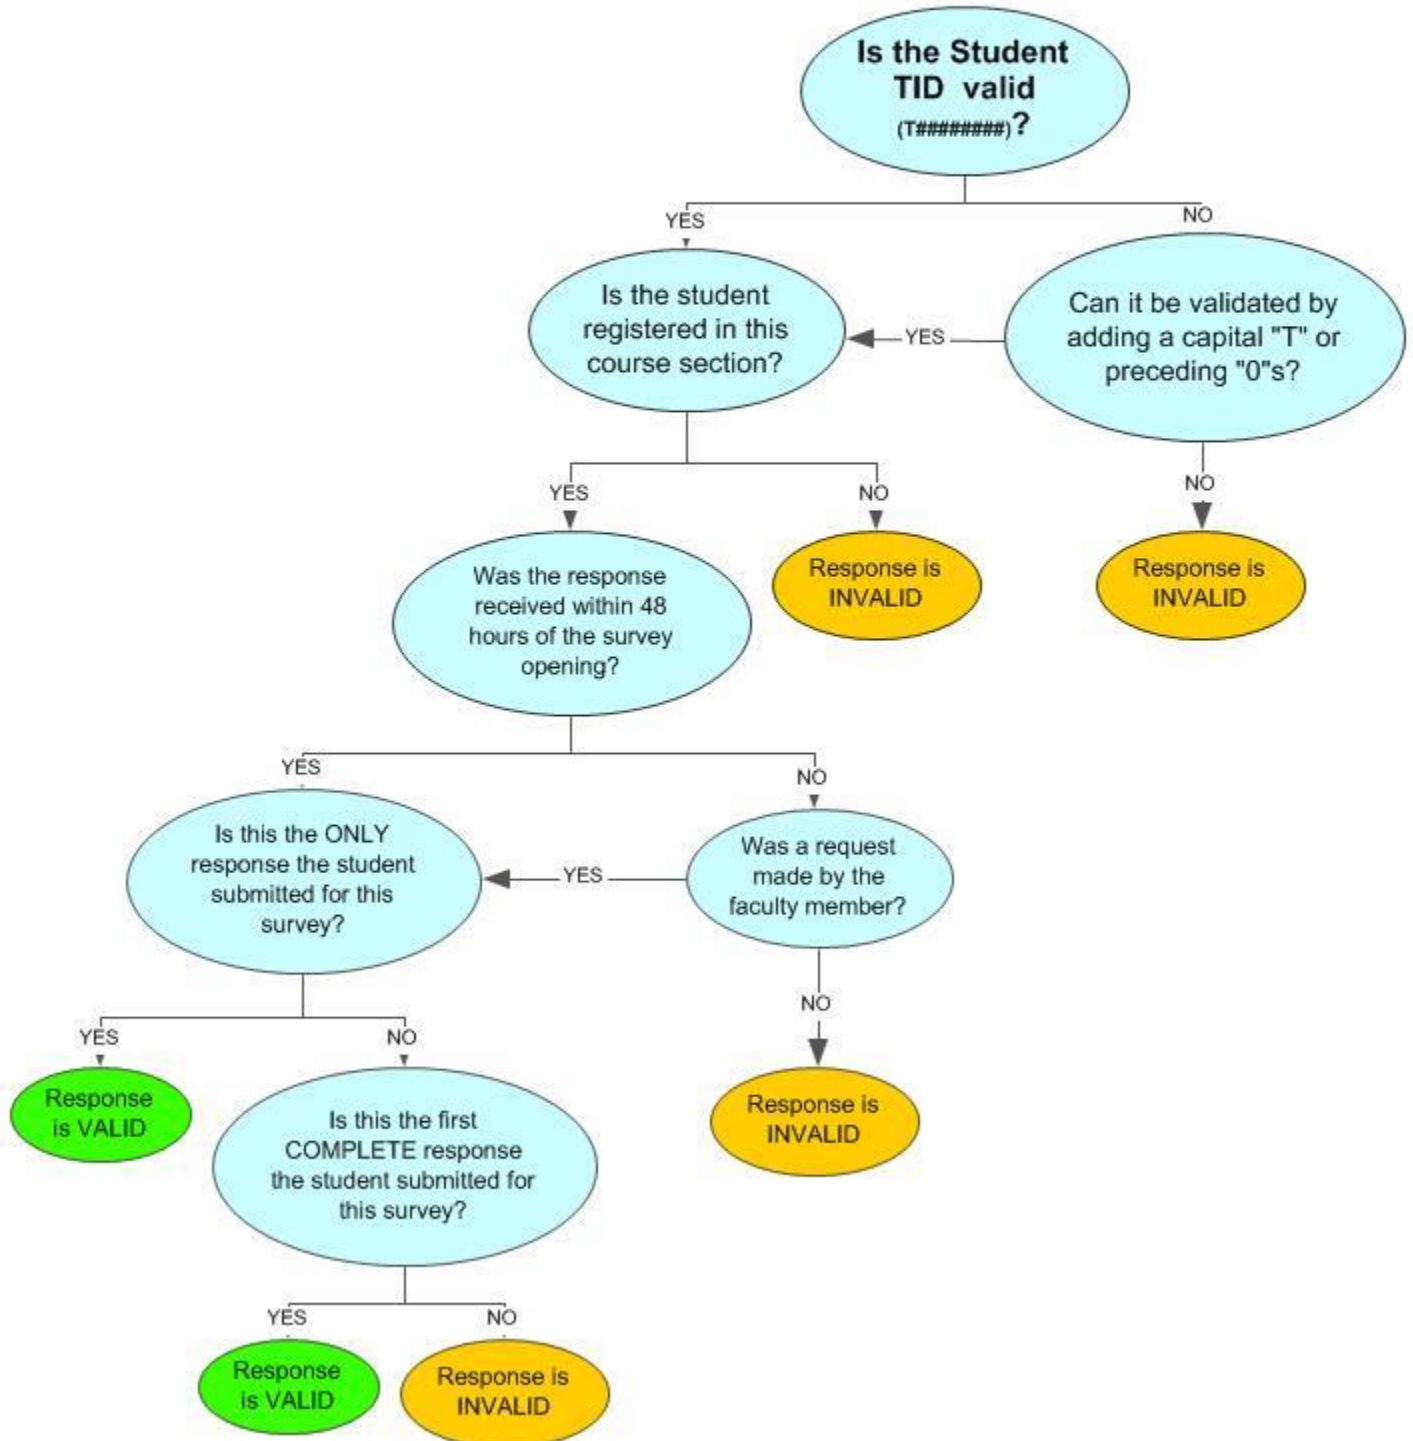 Is the Student
TID  valid
(T########)?
YES
NO
Is the student
registered in this
course section?
YES
Can it be validated by
adding a capital "T" or
preceding "0"s?
YES
NO
NO
Was the response
received within 48
hours of the survey
opening?
Response is
INVALID
Response is
INVALID
YES
NO
Is this the ONLY
response the student
submitted for this
survey?
YES
Was a request
made by the
faculty member?
YES
NO
NO
Response
is VALID
Is this the first
COMPLETE response
the student submitted for
this survey?
Response is
INVALID
YES
NO
Response
is VALID
Response is
INVALID